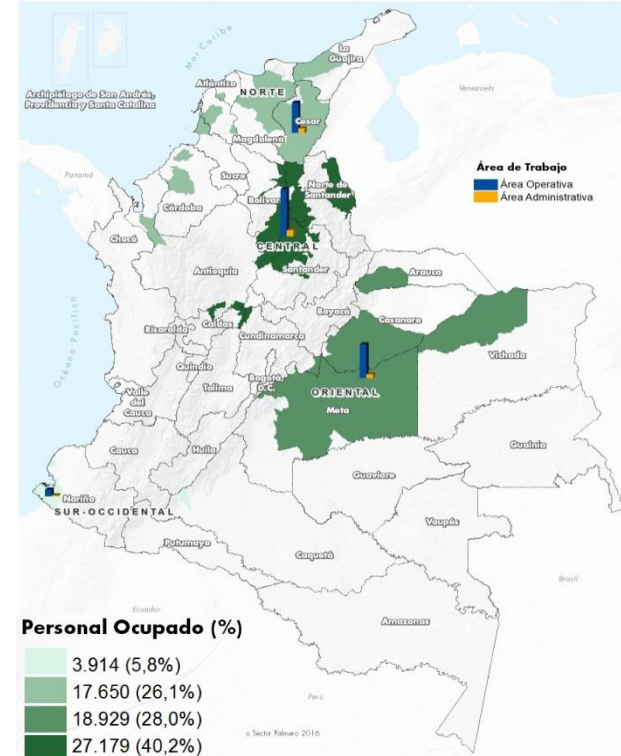 Mar Caribe
La
Guajira
Archipiélago de San Andrés,
Providencia y Santa Catalina
Atlántico
NORTE
Cesar
Magdalena
Venezuela
Panamá
Sucre
Bolívar
Norte de
Santander
Córdoba
Área de Trabajo
Área Operativa
Área Administrativa
Chocó
CENTRAL
Antioquia
Santander
Arauca
Océano Pacífico
Boyacá
Casanare
Risaralda
Caldas
Cundinamarca
Vichada
Quindío
Bogotá
D.C.
Tolima
ORIENTAL
Valle
del
Cauca
Meta
Guainía
Cauca
Huila
Guaviare
Nariño
SUR-OCCIDENTAL
Vaupés
Putumayo
Caquetá
Brasil
Ecuador
Amazonas
Personal Ocupado (%)
3.914 (5,8%)
17.650 (26,1%)
18.929 (28,0%)
27.179 (40,2%)
Perú
o Sector Palmero 2016